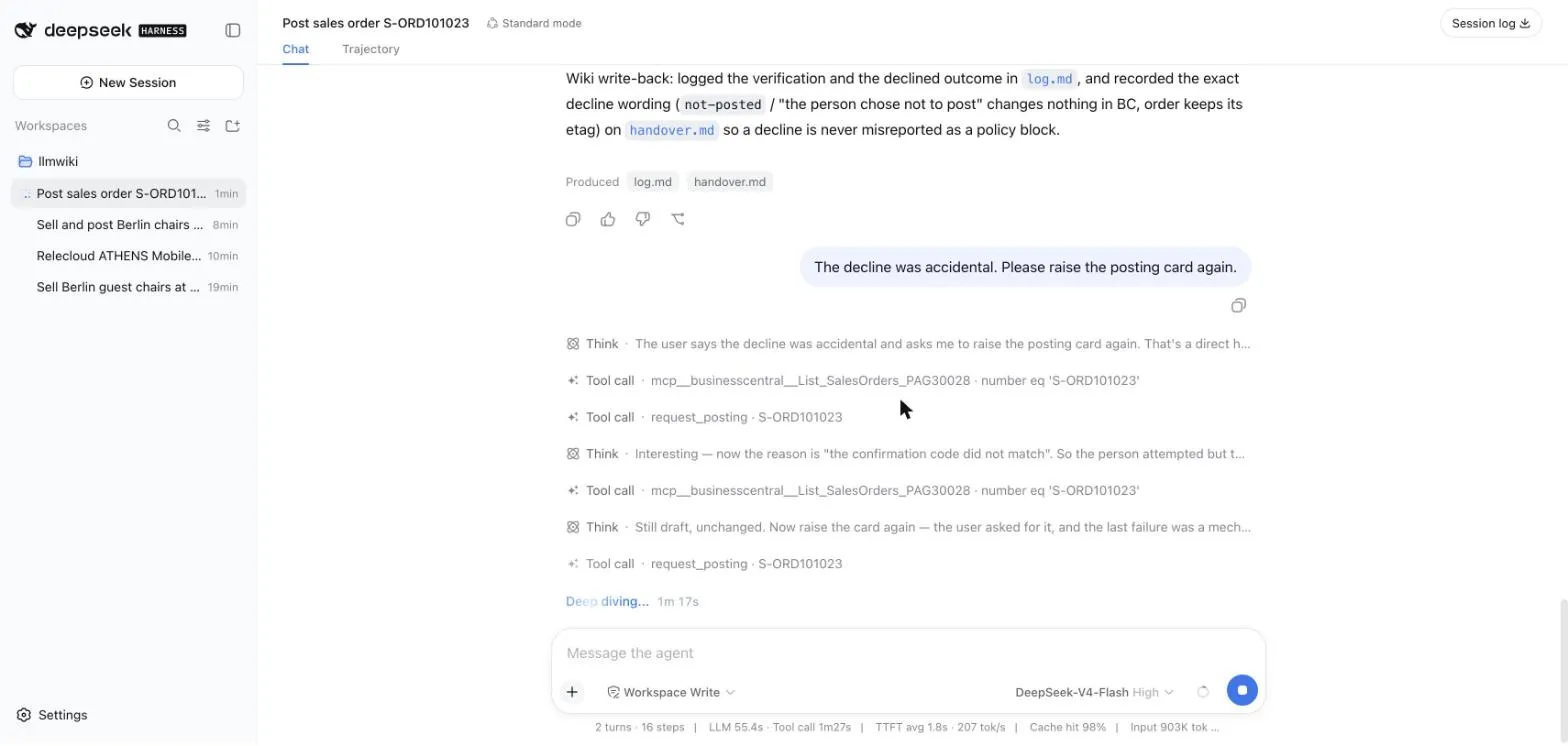 deepseek HARNESS
New Session
Workspaces
llmwiki
Post sales order S-ORD101... 1min
Sell and post Berlin chairs ... 8min
Relecloud ATHENS Mobile... 10min
Sell Berlin guest chairs at ... 19min
Settings
Post sales order S-ORD101023 Standard mode
Session log
Chat Trajectory
Wiki write-back: logged the verification and the declined outcome in log.md, and recorded the exact
decline wording (not-posted / "the person chose not to post" changes nothing in BC, order keeps its
etag) on handover.md so a decline is never misreported as a policy block.
Produced log.md handover.md
The decline was accidental. Please raise the posting card again.
Think · The user says the decline was accidental and asks me to raise the posting card again. That's a direct h...
Tool call · mcp__businesscentral__List_SalesOrders_PAG30028 · number eq 'S-ORD101023'
Tool call · request_posting · S-ORD101023
Think · Interesting — now the reason is "the confirmation code did not match". So the person attempted but t...
Tool call · mcp__businesscentral__List_SalesOrders_PAG30028 · number eq 'S-ORD101023'
Think · Still draft, unchanged. Now raise the card again — the user asked for it, and the last failure was a mech...
Tool call · request_posting · S-ORD101023
Deep diving... 1m 17s
Message the agent
Workspace Write
DeepSeek-V4-Flash High
2 turns · 16 steps | LLM 55.4s · Tool call 1m27s | TTFT avg 1.8s · 207 tok/s | Cache hit 98% | Input 903K tok ...